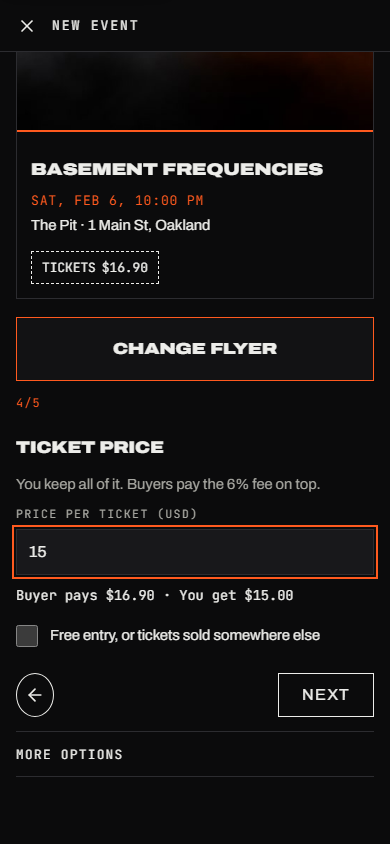 NEW EVENT
BASEMENT FREQUENCIES
SAT, FEB 6, 10:00 PM
The Pit · 1 Main St, Oakland
TICKETS $16.90
CHANGE FLYER
4/5
TICKET PRICE
You keep all of it. Buyers pay the 6% fee on top.
PRICE PER TICKET (USD)
15
Buyer pays $16.90 · You get $15.00
Free entry, or tickets sold somewhere else
NEXT
MORE OPTIONS